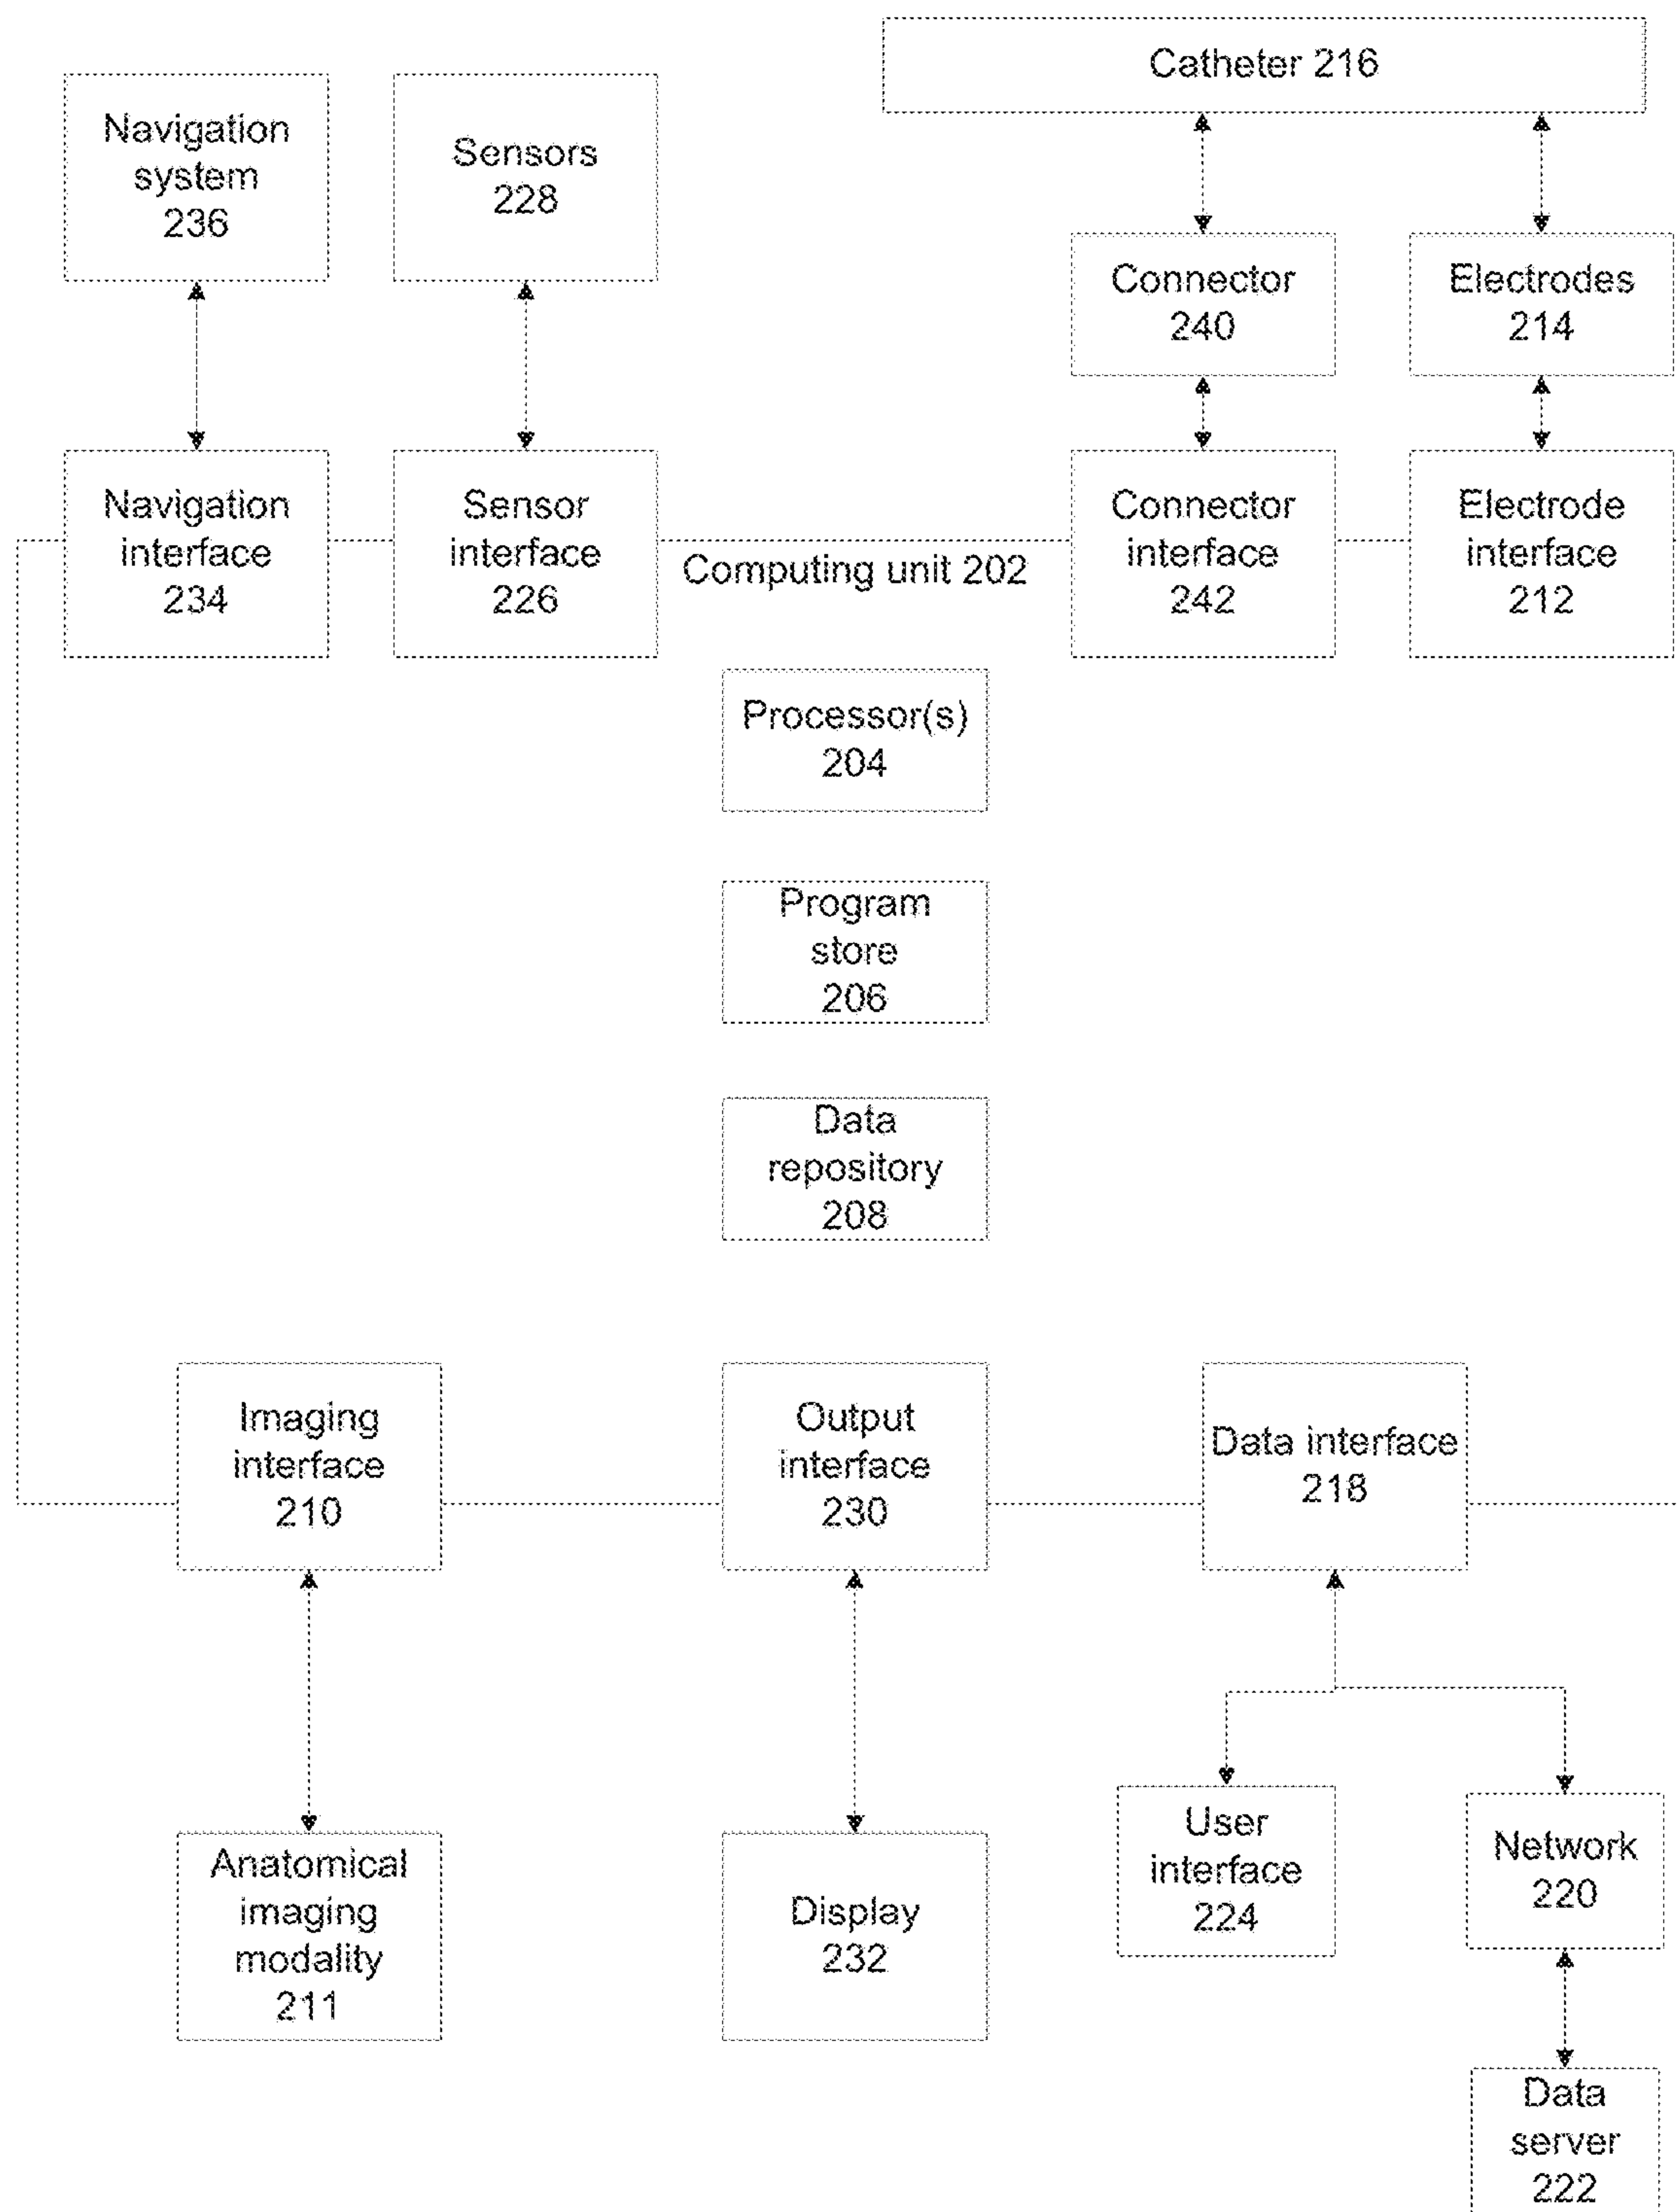 Catheter 216
Navigation
system
236
Sensors
228
Connector
240
Electrodes
214
Navigation
interface
234
Sensor
interface
226
Computing unit 202
Connector
interface
242
Electrode
interface
212
Processor(s)
204
Program
store
206
Data
repository
208
Imaging
interface
210
Output
interface
230
Data interface
218
Anatomical
imaging
modality
211
Display
232
User
interface
224
Network
220
Data
server
222